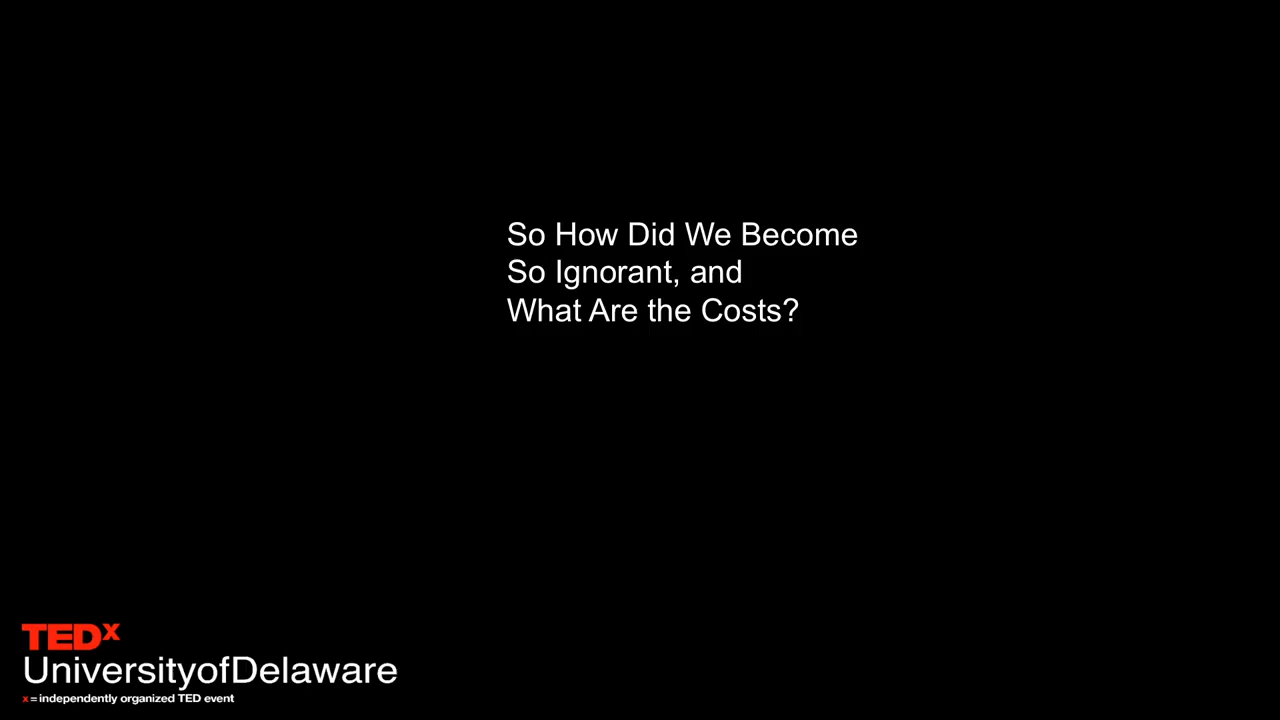 So How Did We Become
So Ignorant, and
What Are the Costs?
TEDx
UniversityofDelaware
x = independently organized TED event